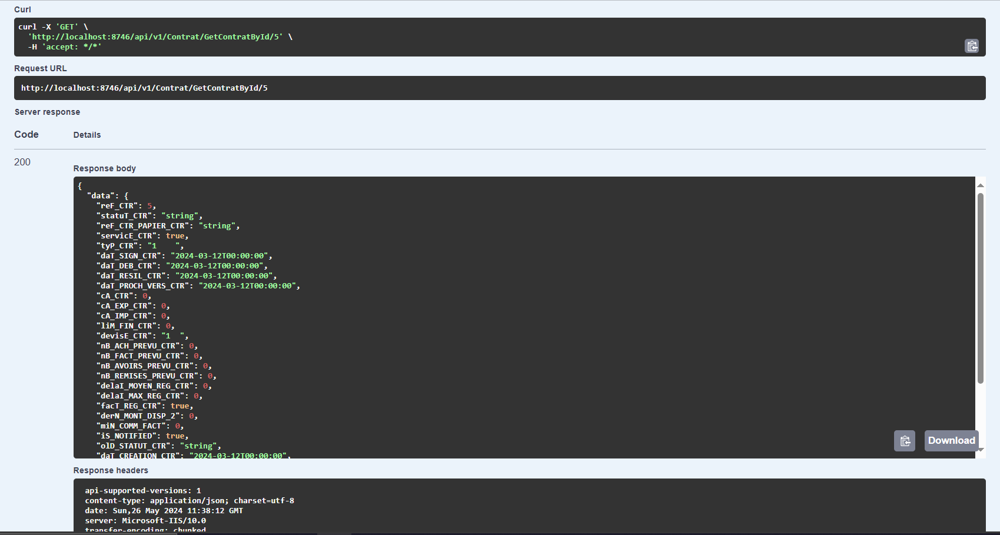 Curl
curl -X 'GET' \
  'http://localhost:8746/api/v1/Contrat/GetContratById/5' \
  -H 'accept: */*'
Request URL
http://localhost:8746/api/v1/Contrat/GetContratById/5
Server response
Code Details
200
Response body
{
  "data": {
    "reF_CTR": 5,
    "statuT_CTR": "string",
    "reF_CTR_PAPIER_CTR": "string",
    "servicE_CTR": true,
    "tyP_CTR": "1    ",
    "daT_SIGN_CTR": "2024-03-12T00:00:00",
    "daT_DEB_CTR": "2024-03-12T00:00:00",
    "daT_RESIL_CTR": "2024-03-12T00:00:00",
    "daT_PROCH_VERS_CTR": "2024-03-12T00:00:00",
    "cA_CTR": 0,
    "cA_EXP_CTR": 0,
    "cA_IMP_CTR": 0,
    "liM_FIN_CTR": 0,
    "devisE_CTR": "1  ",
    "nB_ACH_PREVU_CTR": 0,
    "nB_FACT_PREVU_CTR": 0,
    "nB_AVOIRS_PREVU_CTR": 0,
    "nB_REMISES_PREVU_CTR": 0,
    "delaI_MOYEN_REG_CTR": 0,
    "delaI_MAX_REG_CTR": 0,
    "facT_REG_CTR": true,
    "derN_MONT_DISP_2": 0,
    "miN_COMM_FACT": 0,
    "iS_NOTIFIED": true,
    "olD_STATUT_CTR": "string",
    "daT_CREATION_CTR": "2024-03-12T00:00:00",
Download
Response headers
api-supported-versions: 1
content-type: application/json; charset=utf-8
date: Sun,26 May 2024 11:38:12 GMT
server: Microsoft-IIS/10.0
transfer-encoding: chunked